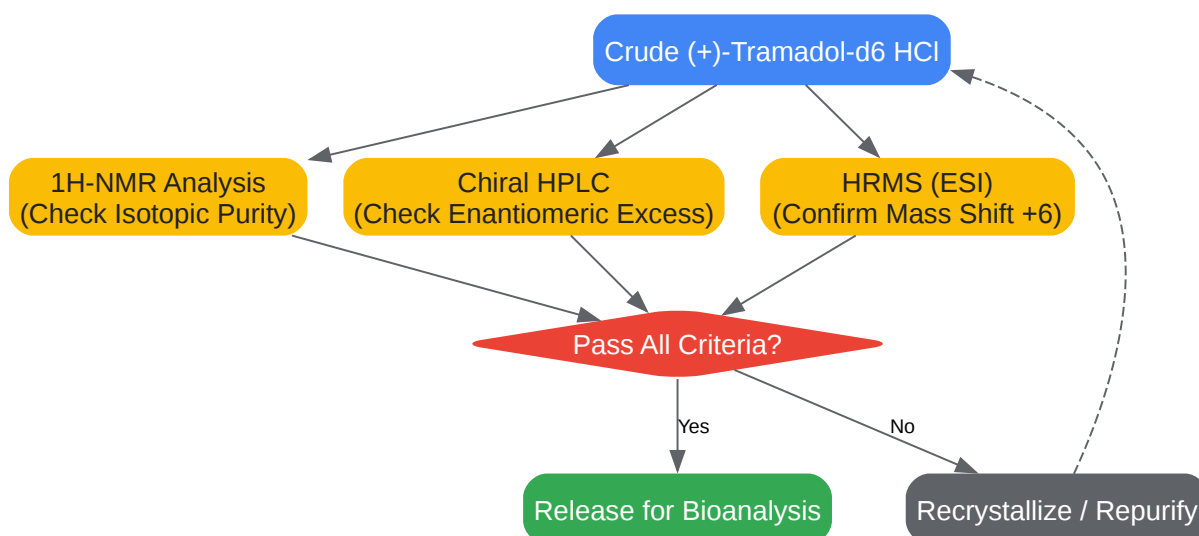 Crude (+)-Tramadol-d6 HCl
1H-NMR Analysis
(Check Isotopic Purity)
Chiral HPLC
(Check Enantiomeric Excess)
HRMS (ESI)
(Confirm Mass Shift +6)
Pass All Criteria?
Yes
No
Release for Bioanalysis
Recrystallize / Repurify